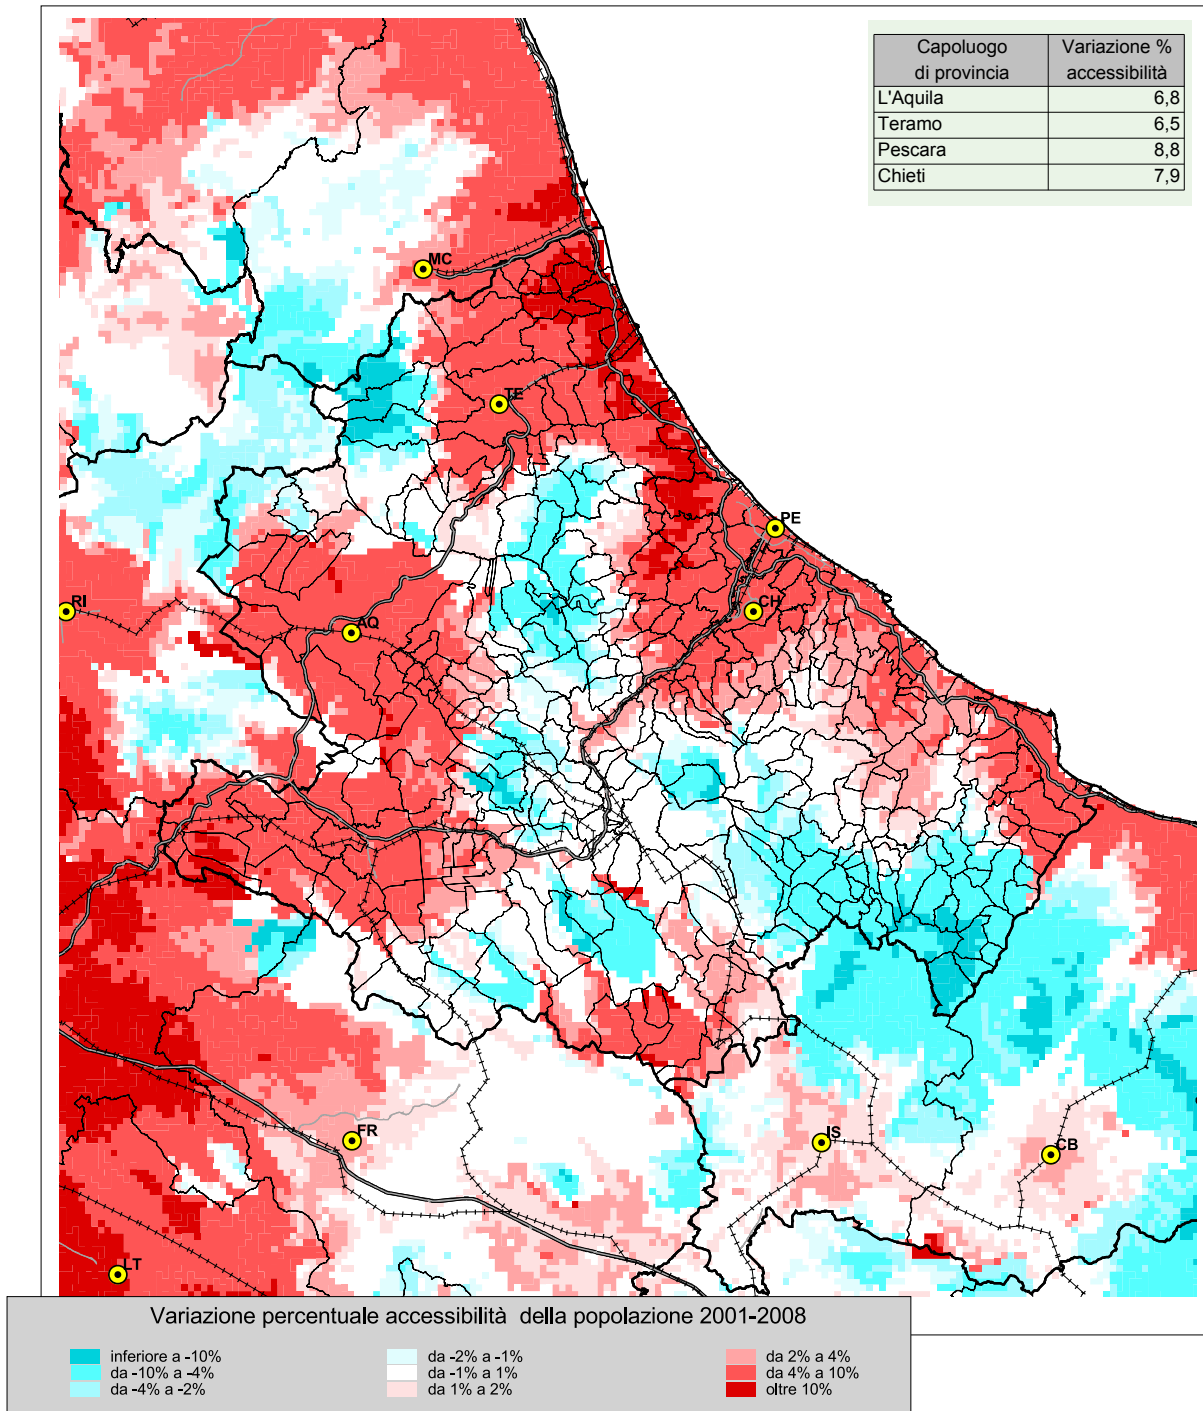 Capoluogo di provincia Variazione % accessibilità
L'Aquila 6,8
Teramo 6,5
Pescara 8,8
Chieti 7,9
MC
TE
PE
RI
AQ
CH
FR
IS
CB
LT
Variazione percentuale accessibilità della popolazione 2001-2008
inferiore a -10%
da -10% a -4%
da -4% a -2%
da -2% a -1%
da -1% a 1%
da 1% a 2%
da 2% a 4%
da 4% a 10%
oltre 10%